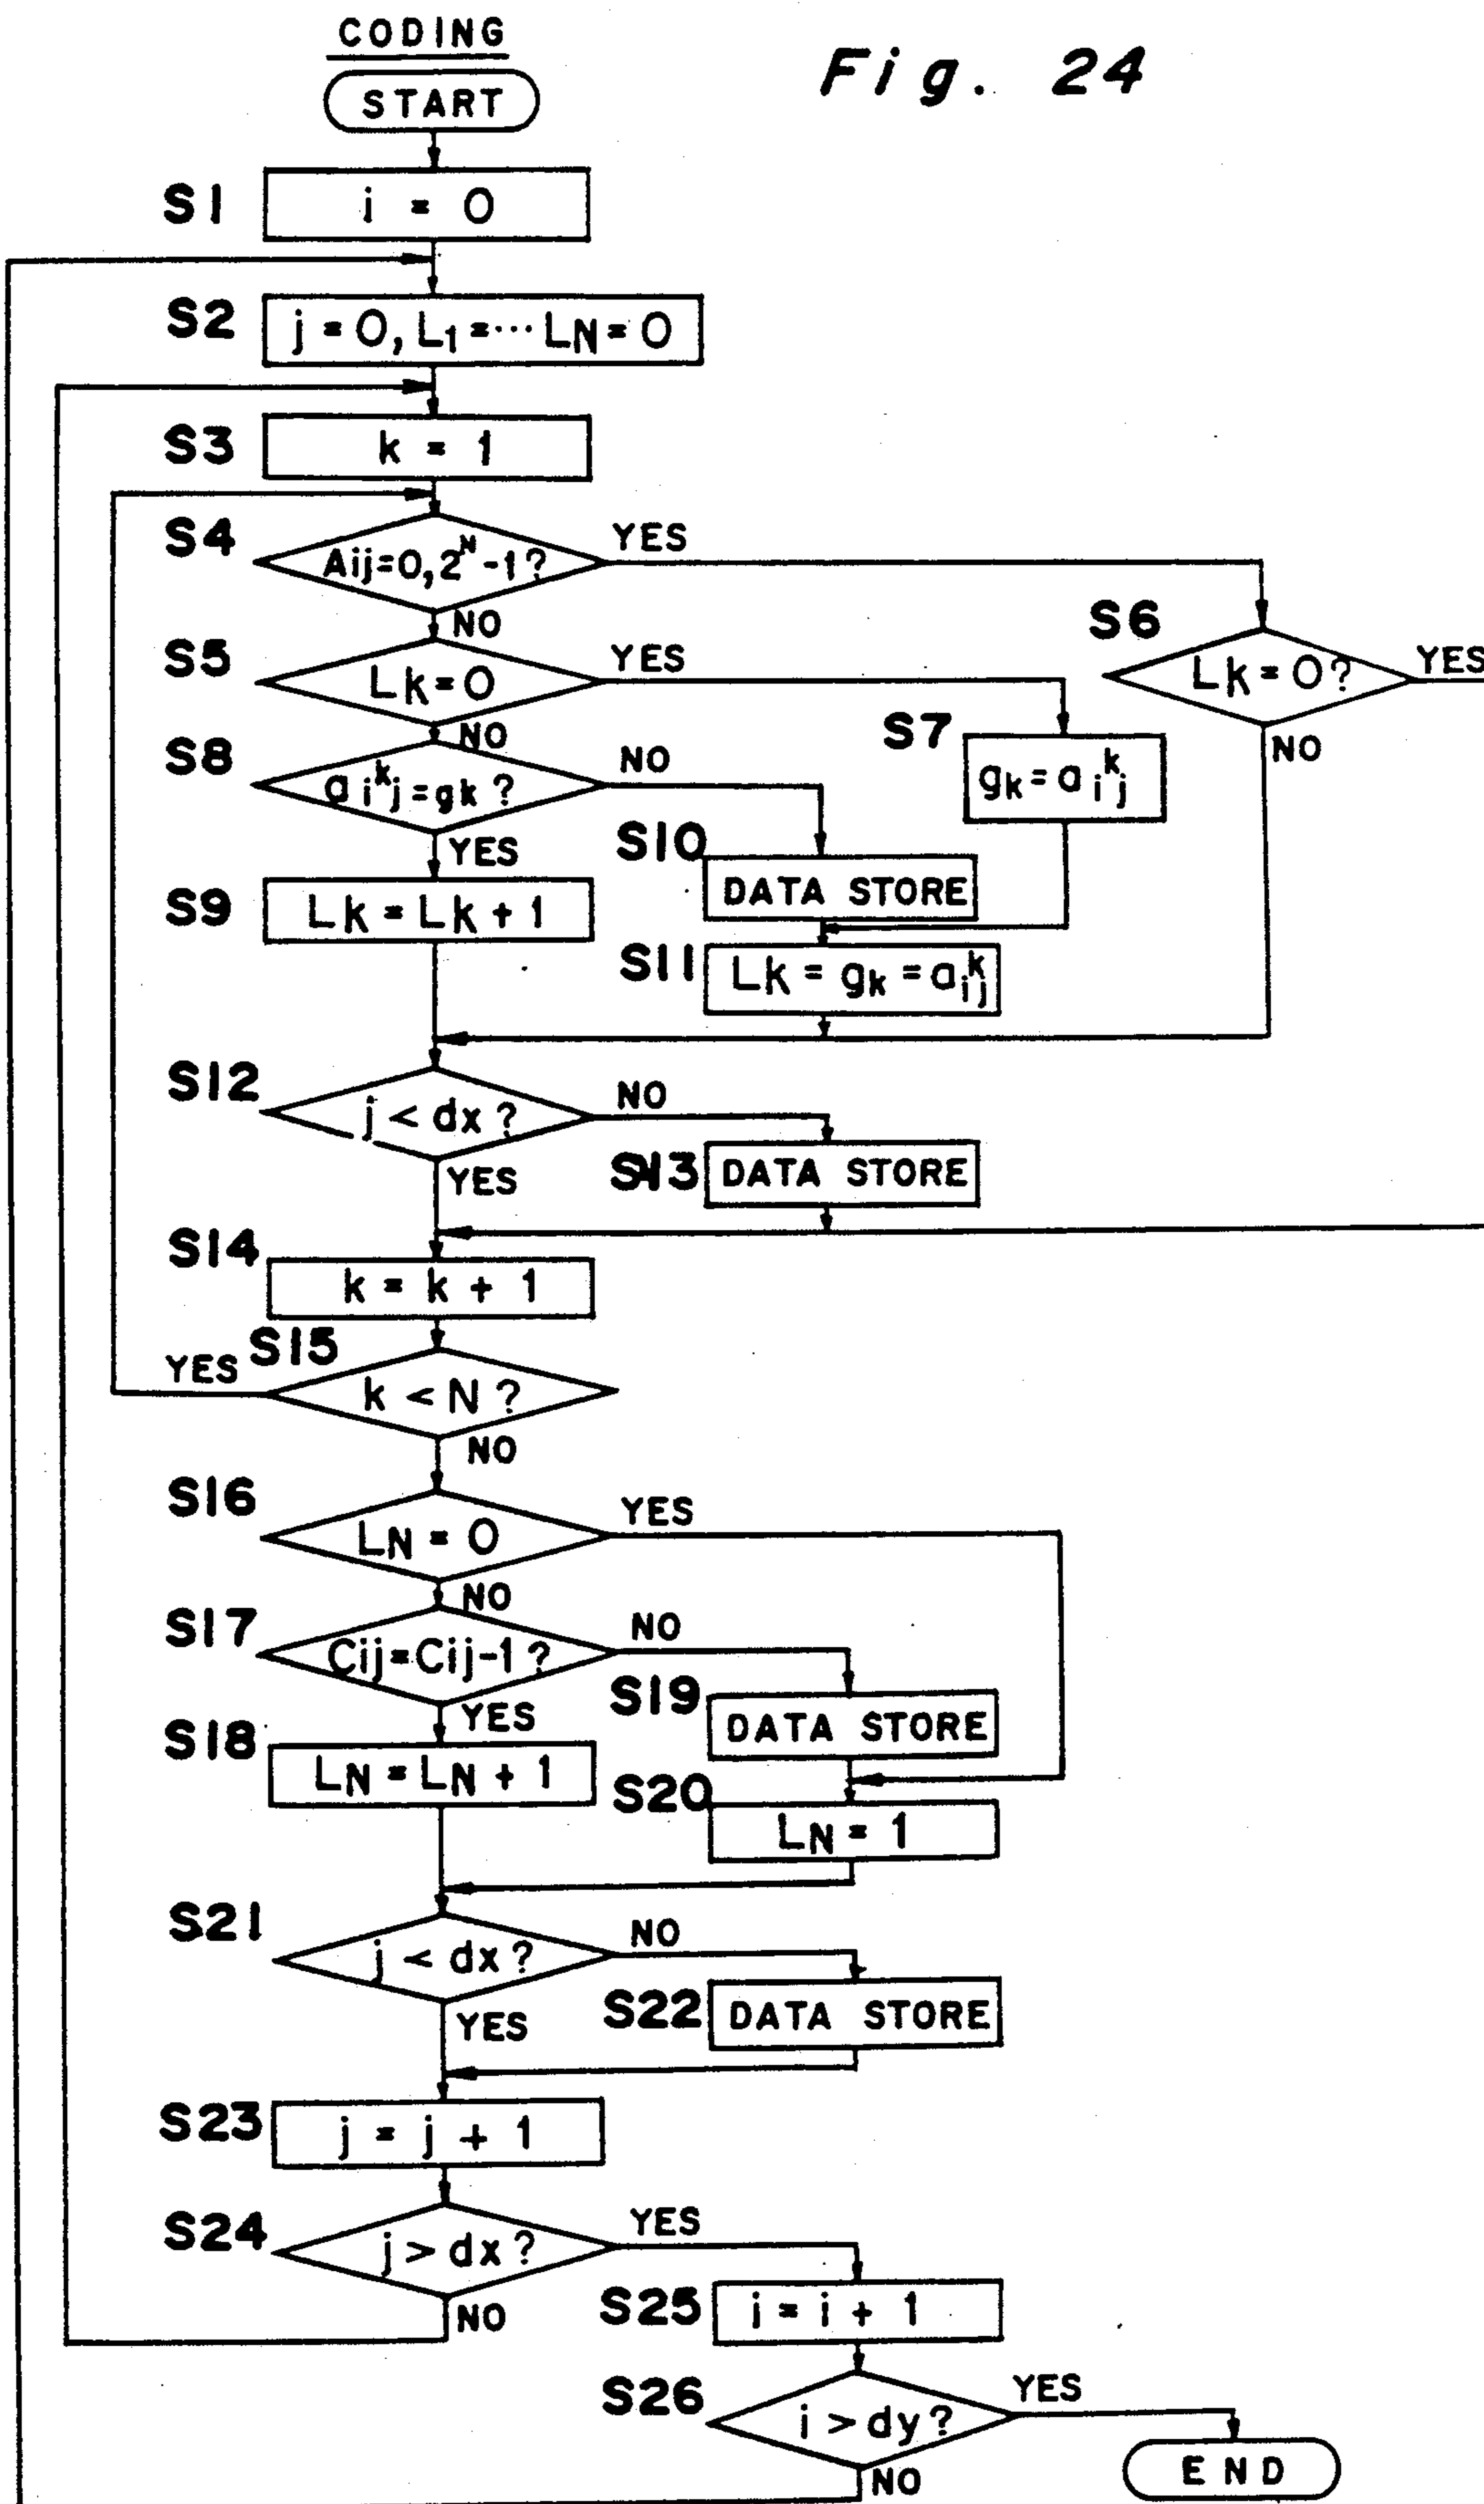 CODING
Fig. 24
START
S1
i = 0
S2
j = 0, L1 = ··· LN = 0
S3
k = 1
S4
Aij=0, 2^N -1?
YES
NO
S5
Lk = 0
YES
NO
S6
Lk = 0?
YES
NO
S7
gk = a i^k j
S8
a i^k j = gk ?
NO
YES
S9
Lk = Lk + 1
S10
DATA STORE
S11
Lk = gk = a i^k j
S12
j < dx ?
NO
YES
S13
DATA STORE
S14
k = k + 1
S15
YES
k < N ?
NO
S16
LN = 0
YES
NO
S17
Cij=Cij-1?
NO
YES
S18
LN = LN + 1
S19
DATA STORE
S20
LN = 1
S21
j < dx ?
NO
YES
S22
DATA STORE
S23
j = j + 1
S24
j > dx ?
YES
NO
S25
i = i + 1
S26
i > dy ?
YES
NO
END